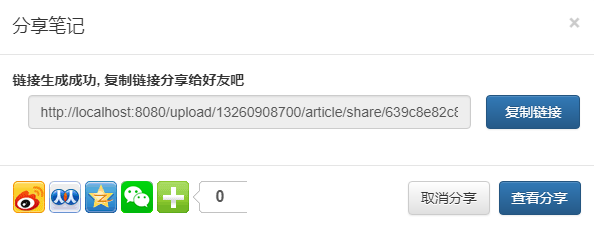 分享笔记
×
链接生成成功, 复制链接分享给好友吧
http://localhost:8080/upload/13260908700/article/share/639c8e82c8
复制链接
0
取消分享
查看分享